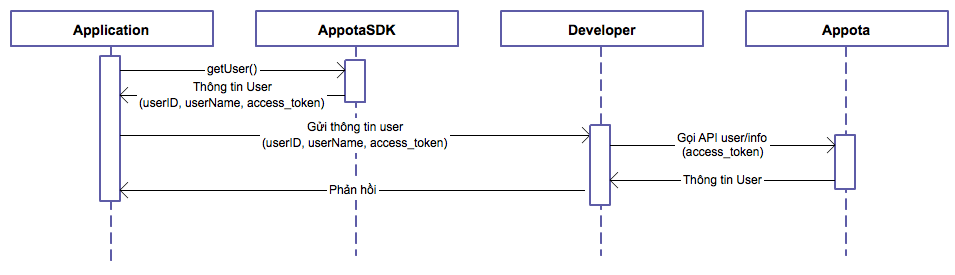 Application
AppotaSDK
Developer
Appota
getUser()
Thông tin User
(userID, userName, access_token)
Gửi thông tin user
(userID, userName, access_token)
Gọi API user/info
(access_token)
Thông tin User
Phản hồi